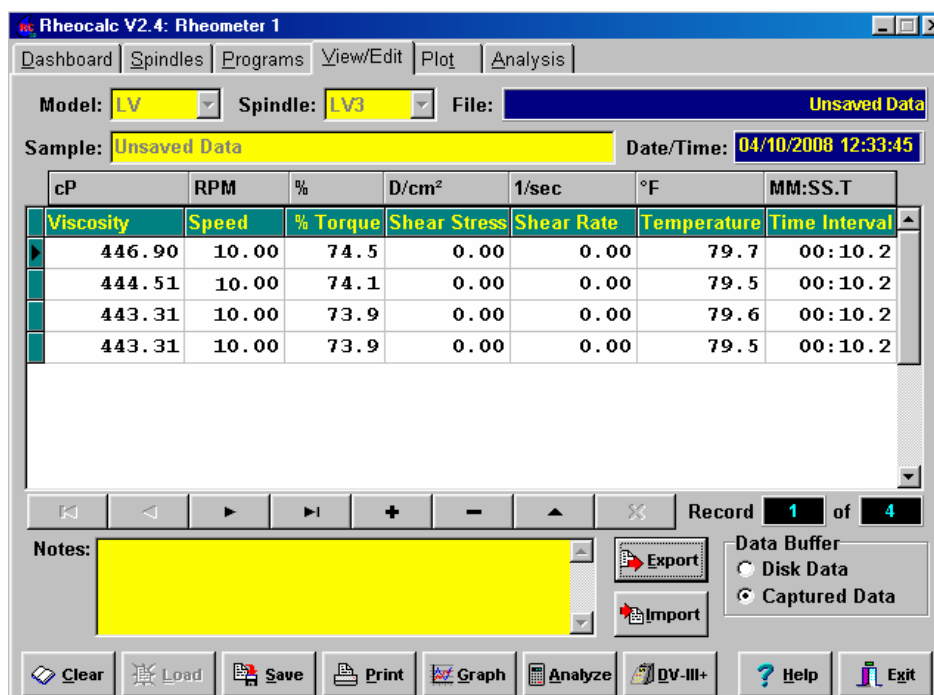 Rheocalc V2.4: Rheometer 1
Dashboard Spindles Programs View/Edit Plot Analysis
Model: LV Spindle: LV3 File: Unsaved Data
Sample: Unsaved Data Date/Time: 04/10/2008 12:33:45
cP RPM % D/cm² 1/sec °F MM:SS.T
Viscosity Speed % Torque Shear Stress Shear Rate Temperature Time Interval
446.90 10.00 74.5 0.00 0.00 79.7 00:10.2
444.51 10.00 74.1 0.00 0.00 79.5 00:10.2
443.31 10.00 73.9 0.00 0.00 79.6 00:10.2
443.31 10.00 73.9 0.00 0.00 79.5 00:10.2
Record 1 of 4
Notes: Export Data Buffer
Disk Data
Captured Data
Import
Clear Load Save Print Graph Analyze DV-III+ Help Exit